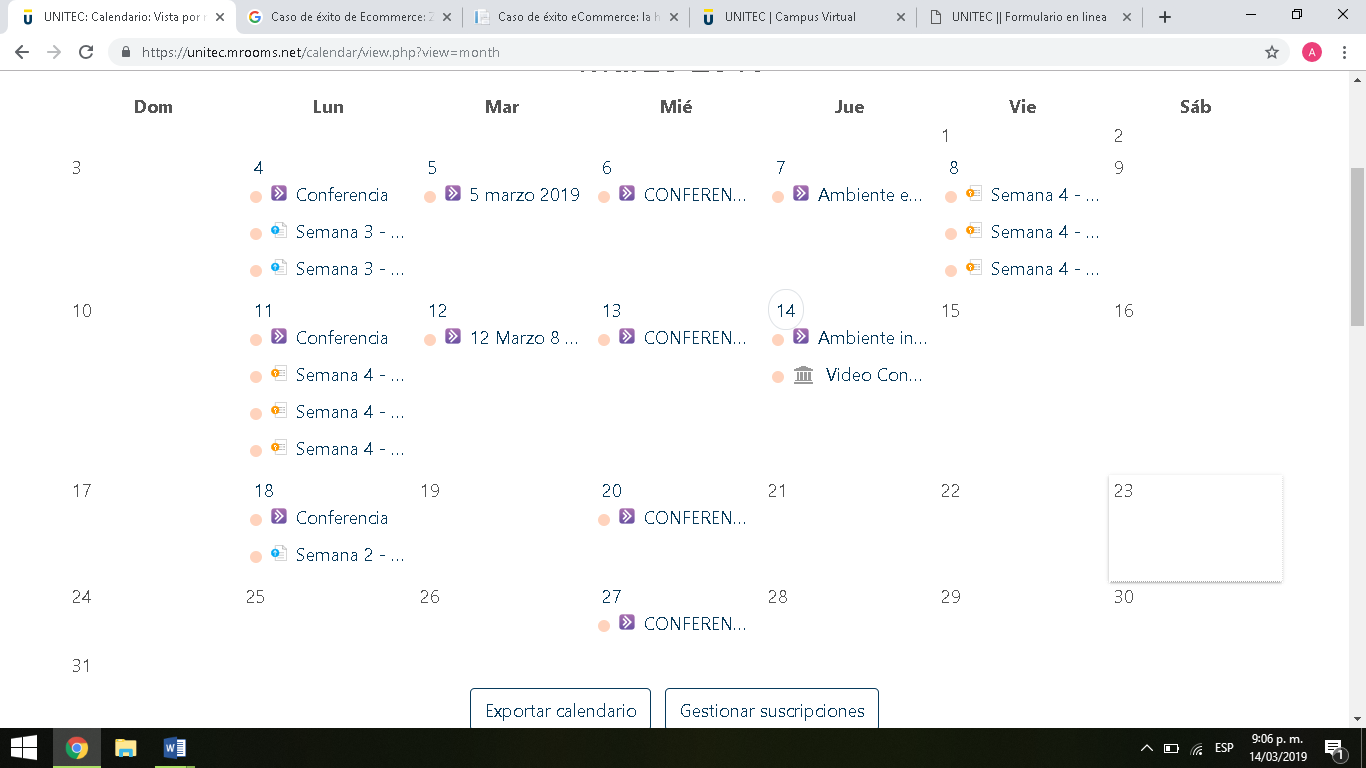 UNITEC: Calendario: Vista por
Caso de éxito de Ecommerce:
Caso de éxito eCommerce: la h
UNITEC | Campus Virtual
UNITEC || Formulario en linea
https://unitec.mrooms.net/calendar/view.php?view=month
A
Dom Lun Mar Mié Jue Vie Sáb
1 2
3 4 5 6 7 8 9
Conferencia 5 marzo 2019 CONFEREN... Ambiente e... Semana 4 - ...
Semana 3 - ... Semana 4 - ...
Semana 3 - ... Semana 4 - ...
10 11 12 13 14 15 16
Conferencia 12 Marzo 8 ... CONFEREN... Ambiente in...
Semana 4 - ... Video Con...
Semana 4 - ...
Semana 4 - ...
17 18 19 20 21 22 23
Conferencia CONFEREN...
Semana 2 - ...
24 25 26 27 28 29 30
CONFEREN...
31
Exportar calendario Gestionar suscripciones
ESP
9:06 p. m.
14/03/2019
1